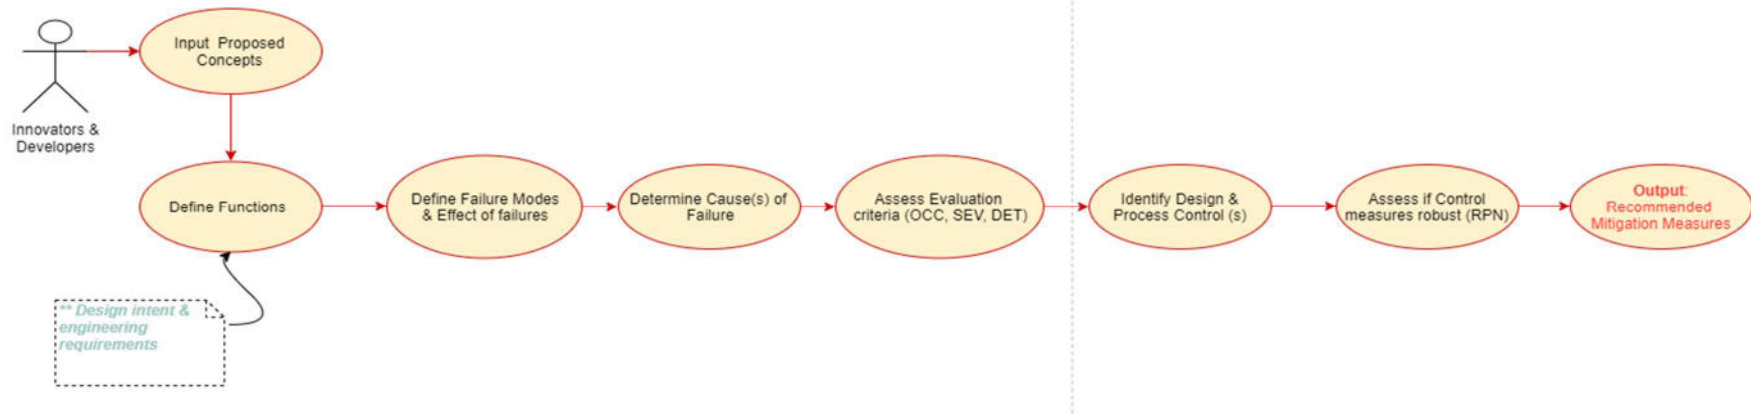 Input Proposed
Concepts
Innovators &
Developers
Define Functions
Define Failure Modes
& Effect of failures
Determine Cause(s) of
Failure
Assess Evaluation
criteria (OCC, SEV, DET)
Identify Design &
Process Control (s)
Assess if Control
measures robust (RPN)
Output:
Recommended
Mitigation Measures
** Design intent &
engineering
requirements